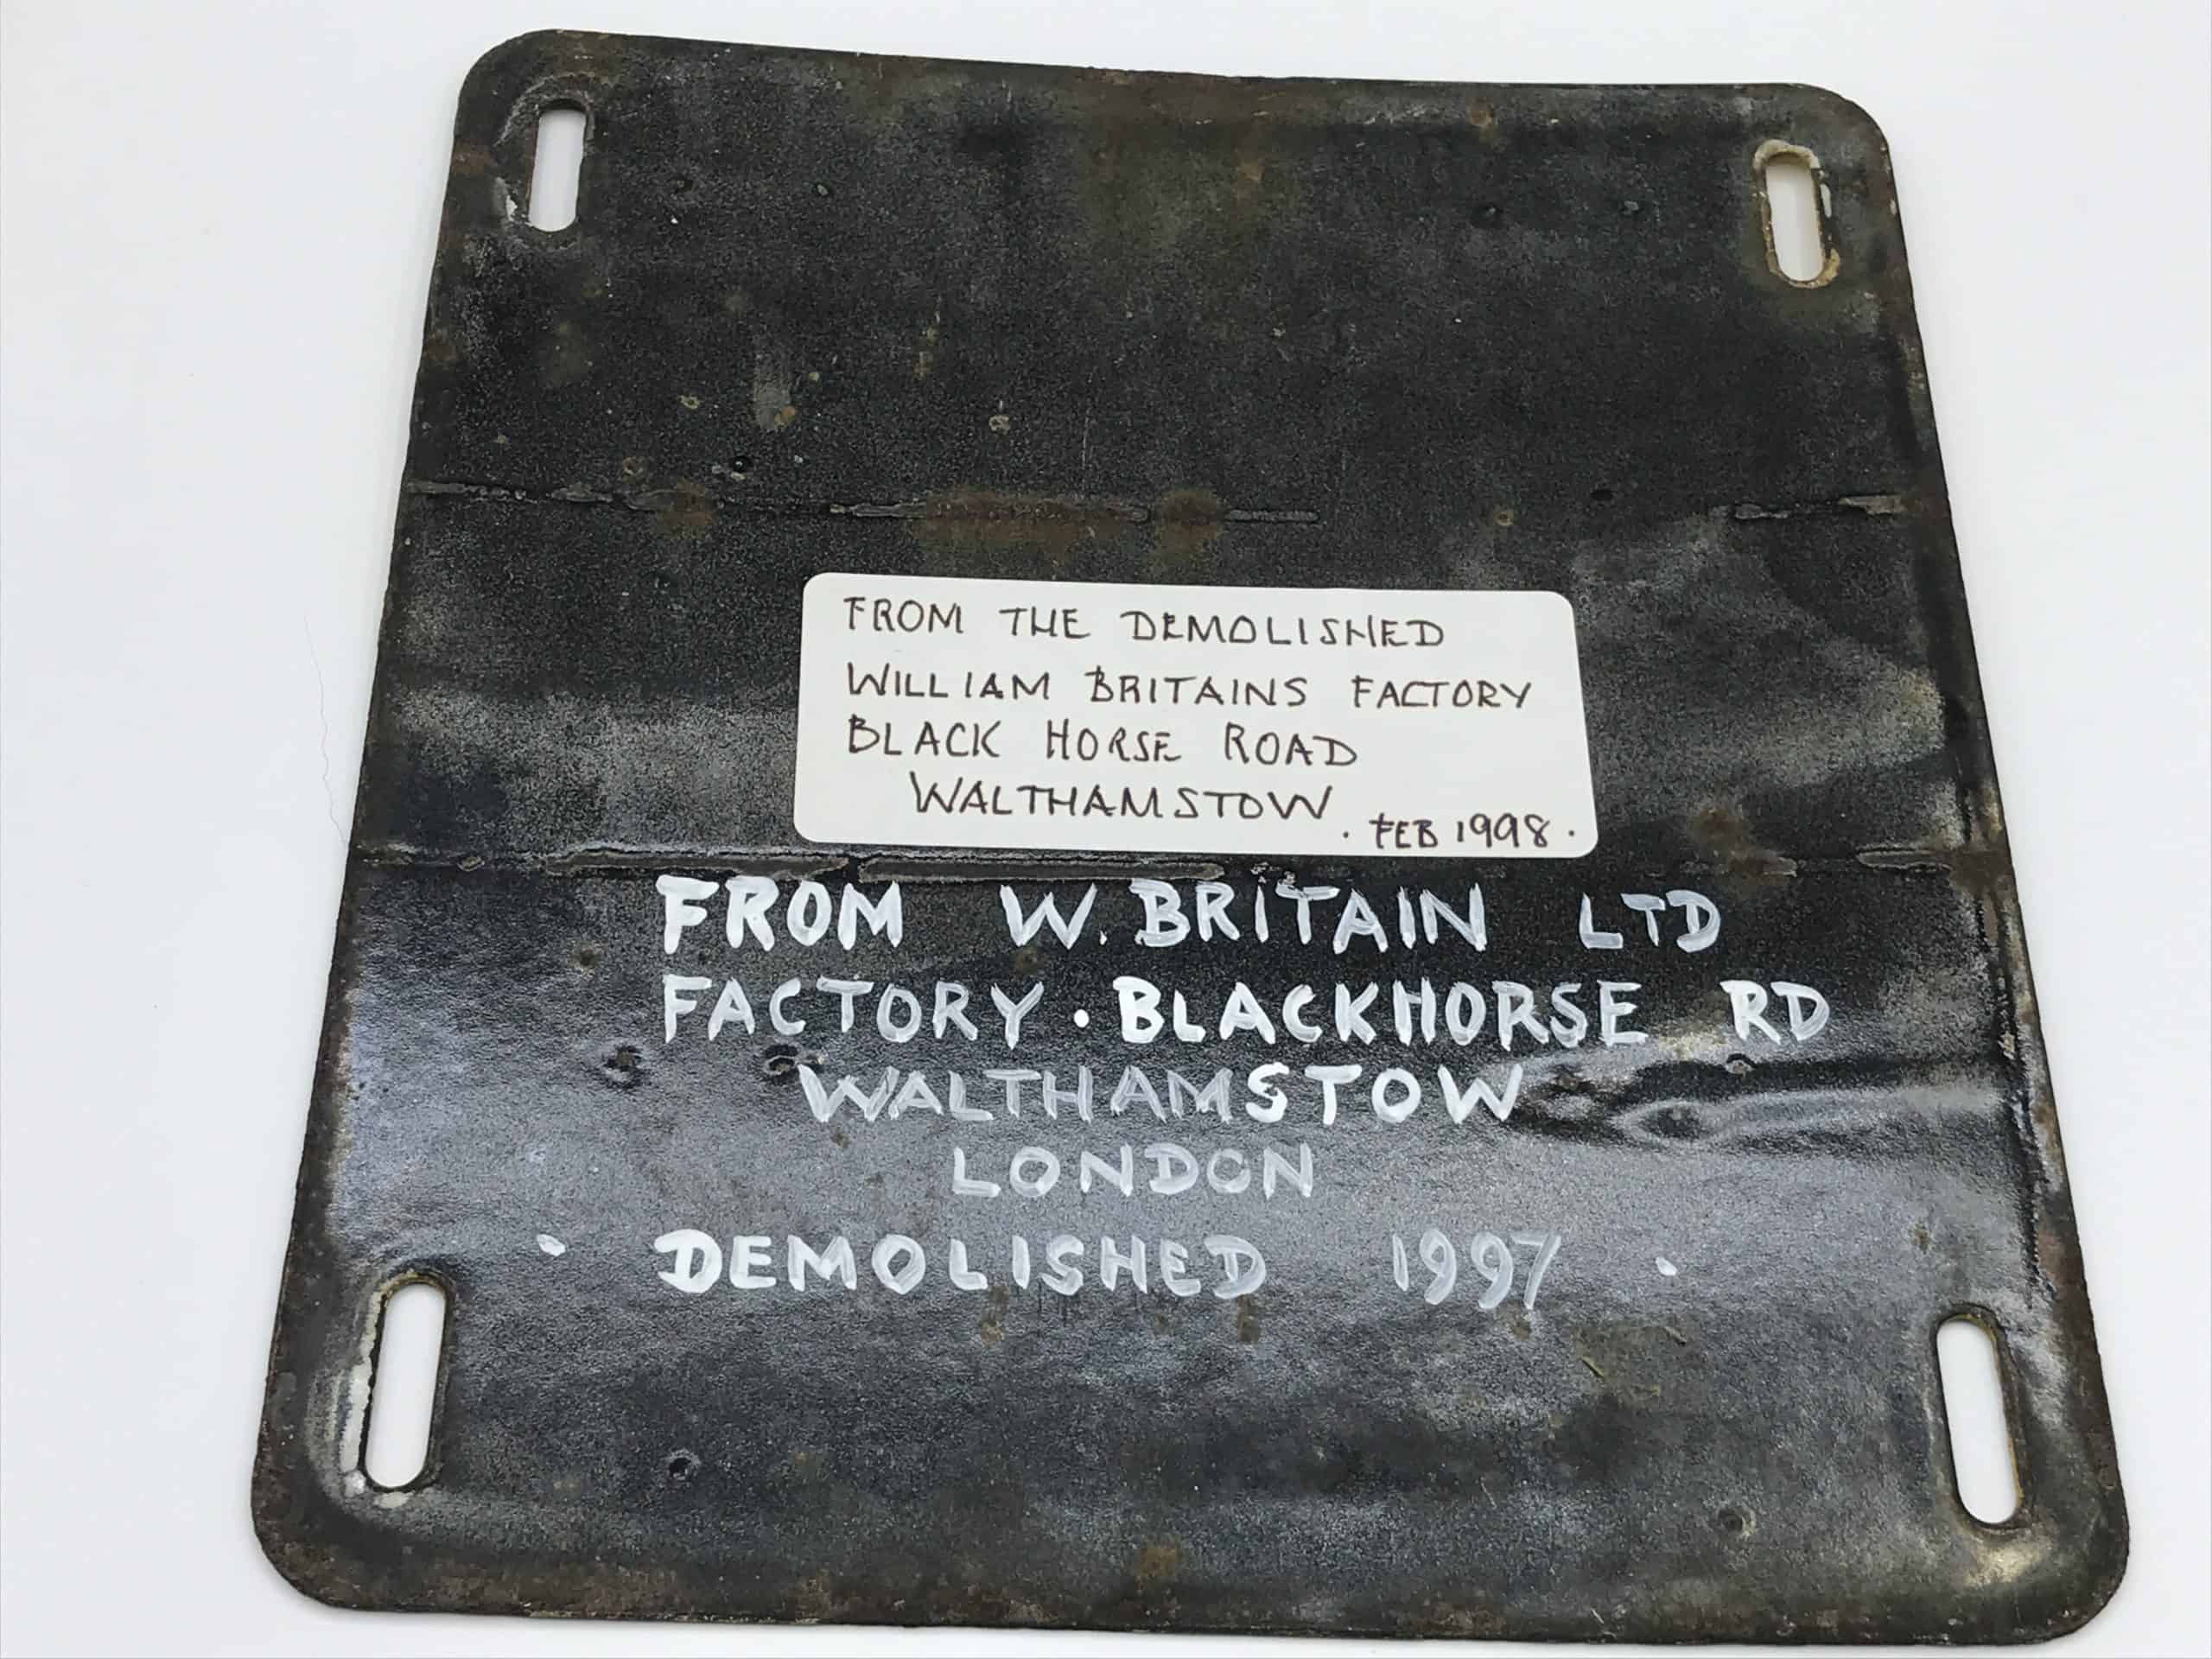 FROM THE DEMOLISHED
WILLIAM BRITAINS FACTORY
BLACK HORSE ROAD
WALTHAMSTOW
. FEB 1998 .
FROM W. BRITAIN LTD
FACTORY · BLACKHORSE RD
WALTHAMSTOW
LONDON
· DEMOLISHED 1997 ·